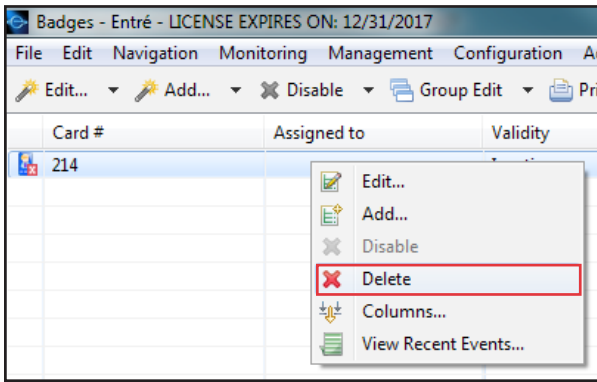 Badges - Entré - LICENSE EXPIRES ON: 12/31/2017
File Edit Navigation Monitoring Management Configuration
Edit... Add... Disable Group Edit
Card # Assigned to Validity
214
Edit...
Add...
Disable
Delete
Columns...
View Recent Events...